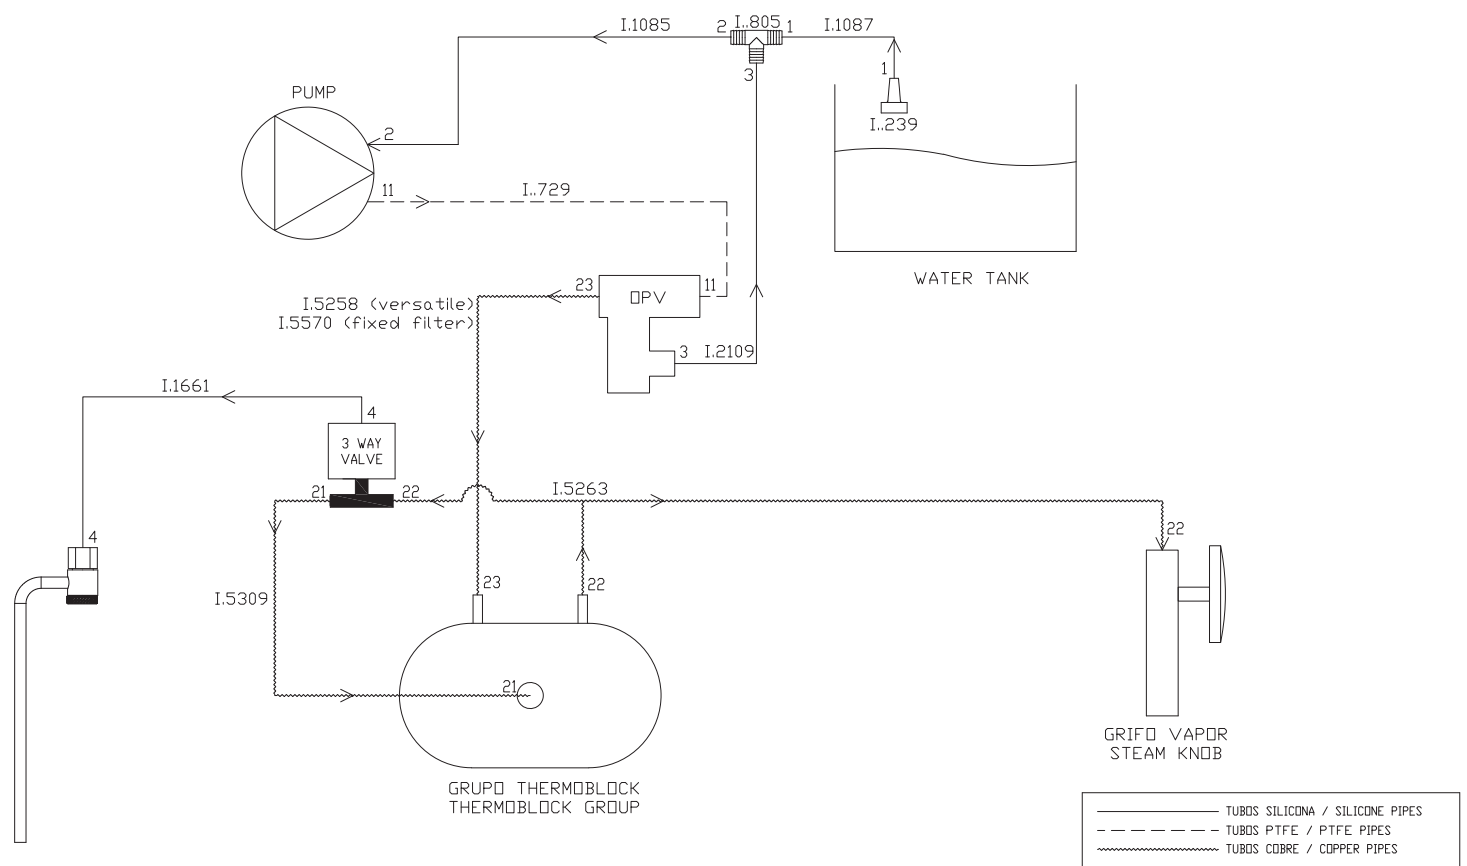 I.1085
2
I..805
1
I.1087
3
1
I..239
PUMP
2
11
I..729
WATER TANK
23
OPV
11
I.5258 (versatile)
I.5570 (fixed filter)
3
I.2109
I.1661
4
3 WAY
VALVE
21
22
I.5263
4
22
23
22
I.5309
21
GRIFO VAPOR
STEAM KNOB
GRUPO THERMOBLOCK
THERMOBLOCK GROUP
TUBOS SILICONA / SILICONE PIPES
TUBOS PTFE / PTFE PIPES
TUBOS COBRE / COPPER PIPES